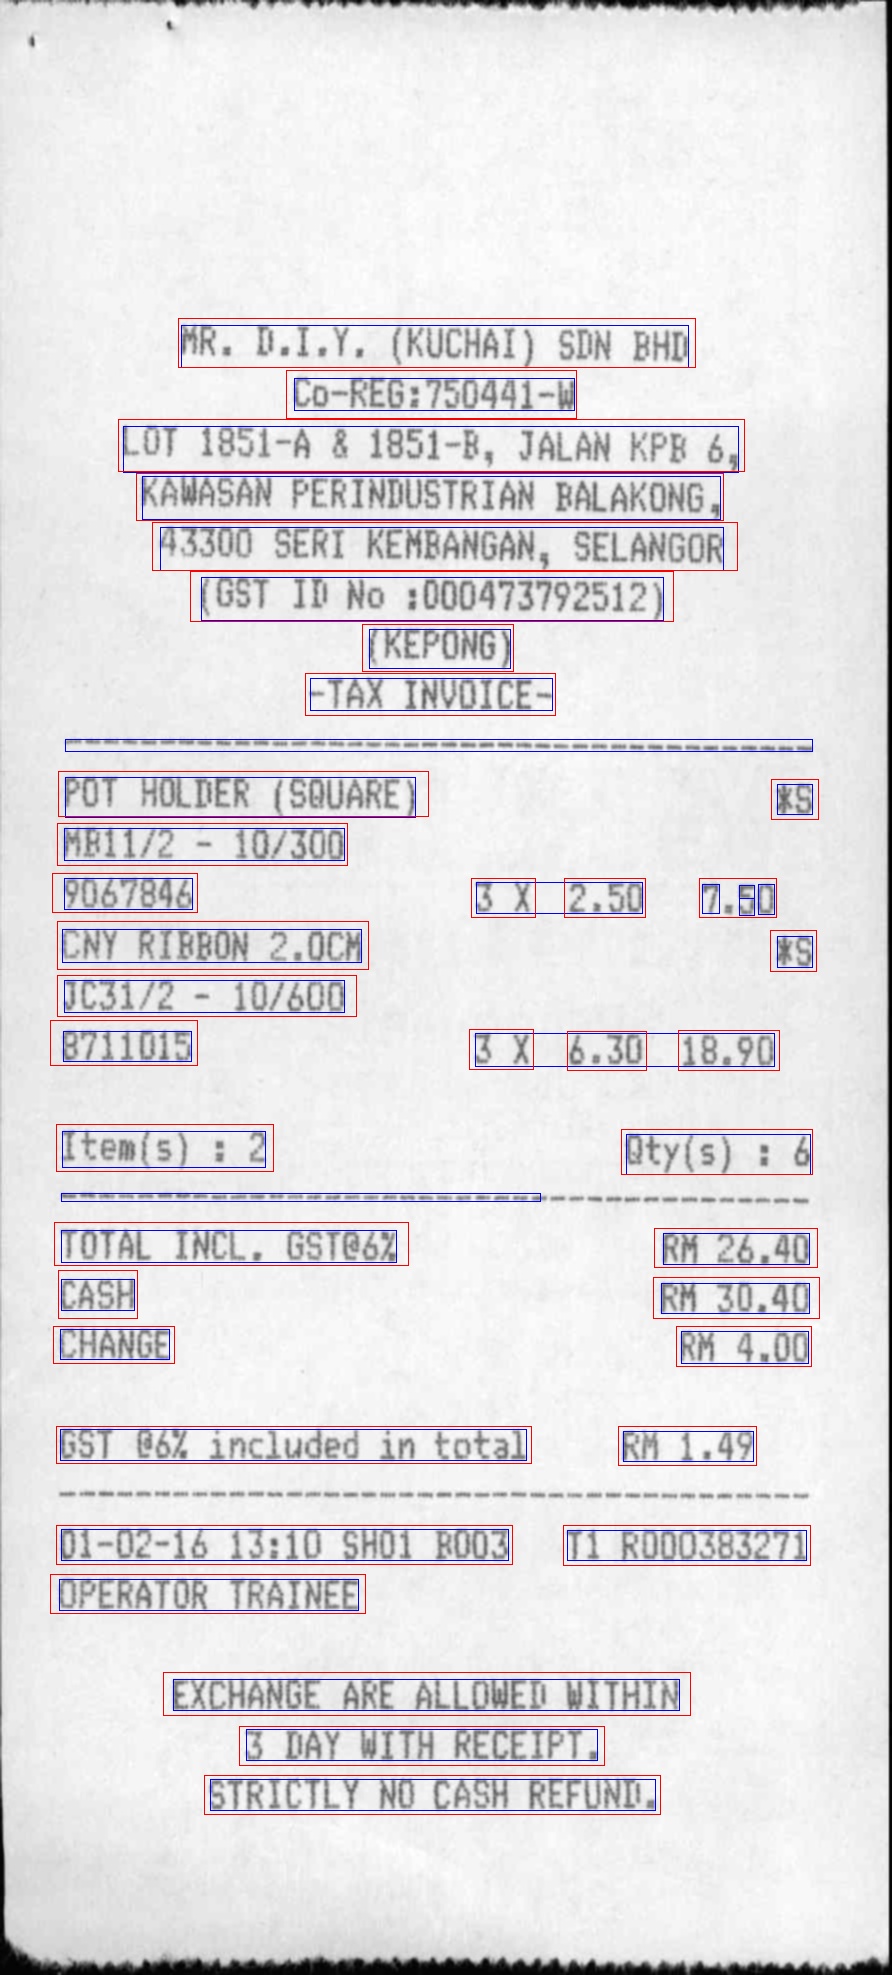 MR. D.I.Y. (KUCHAI) SDN BHD
Co-REG:750441-W
LOT 1851-A & 1851-B, JALAN KPB 6,
KAWASAN PERINDUSTRIAN BALAKONG,
43300 SERI KEMBANGAN, SELANGOR
(GST ID No :000473792512)
(KEPONG)
-TAX INVOICE-
POT HOLDER (SQUARE) *S
MB11/2 - 10/300
9067846 3 X 2.50 7.50
CNY RIBBON 2.0CM *S
JC31/2 - 10/600
8711015 3 X 6.30 18.90
Item(s) : 2 Qty(s) : 6
TOTAL INCL. GST@6% RM 26.40
CASH RM 30.40
CHANGE RM 4.00
GST @6% included in total RM 1.49
01-02-16 13:10 SH01 B003 T1 R000383271
OPERATOR TRAINEE
EXCHANGE ARE ALLOWED WITHIN
3 DAY WITH RECEIPT.
STRICTLY NO CASH REFUND.